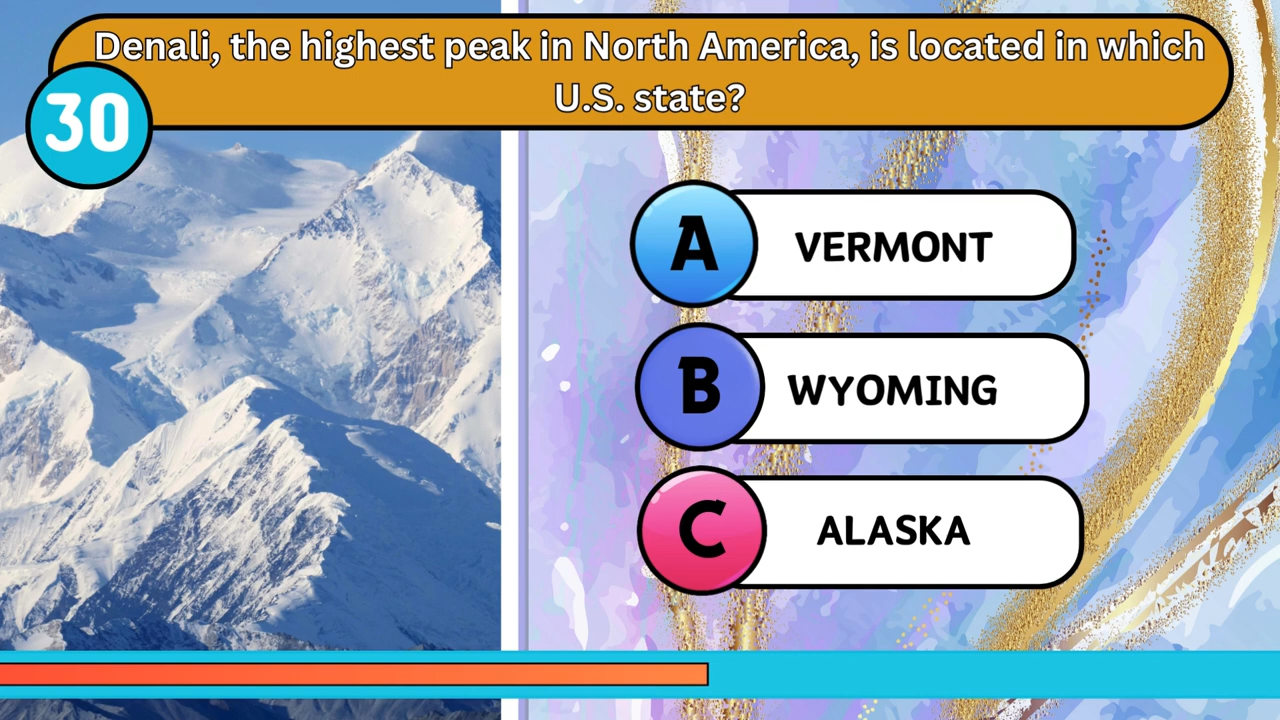 Denali, the highest peak in North America, is located in which
U.S. state?
30
A VERMONT
B WYOMING
C ALASKA